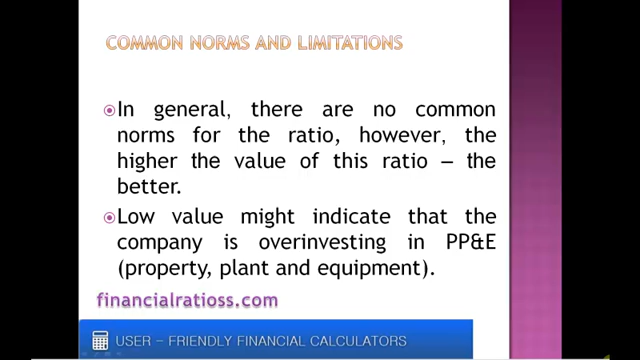 COMMON NORMS AND LIMITATIONS
In general, there are no common
norms for the ratio, however, the
higher the value of this ratio – the
better.
Low value might indicate that the
company is overinvesting in PP&E
(property, plant and equipment).
financialratioss.com
USER – FRIENDLY FINANCIAL CALCULATORS